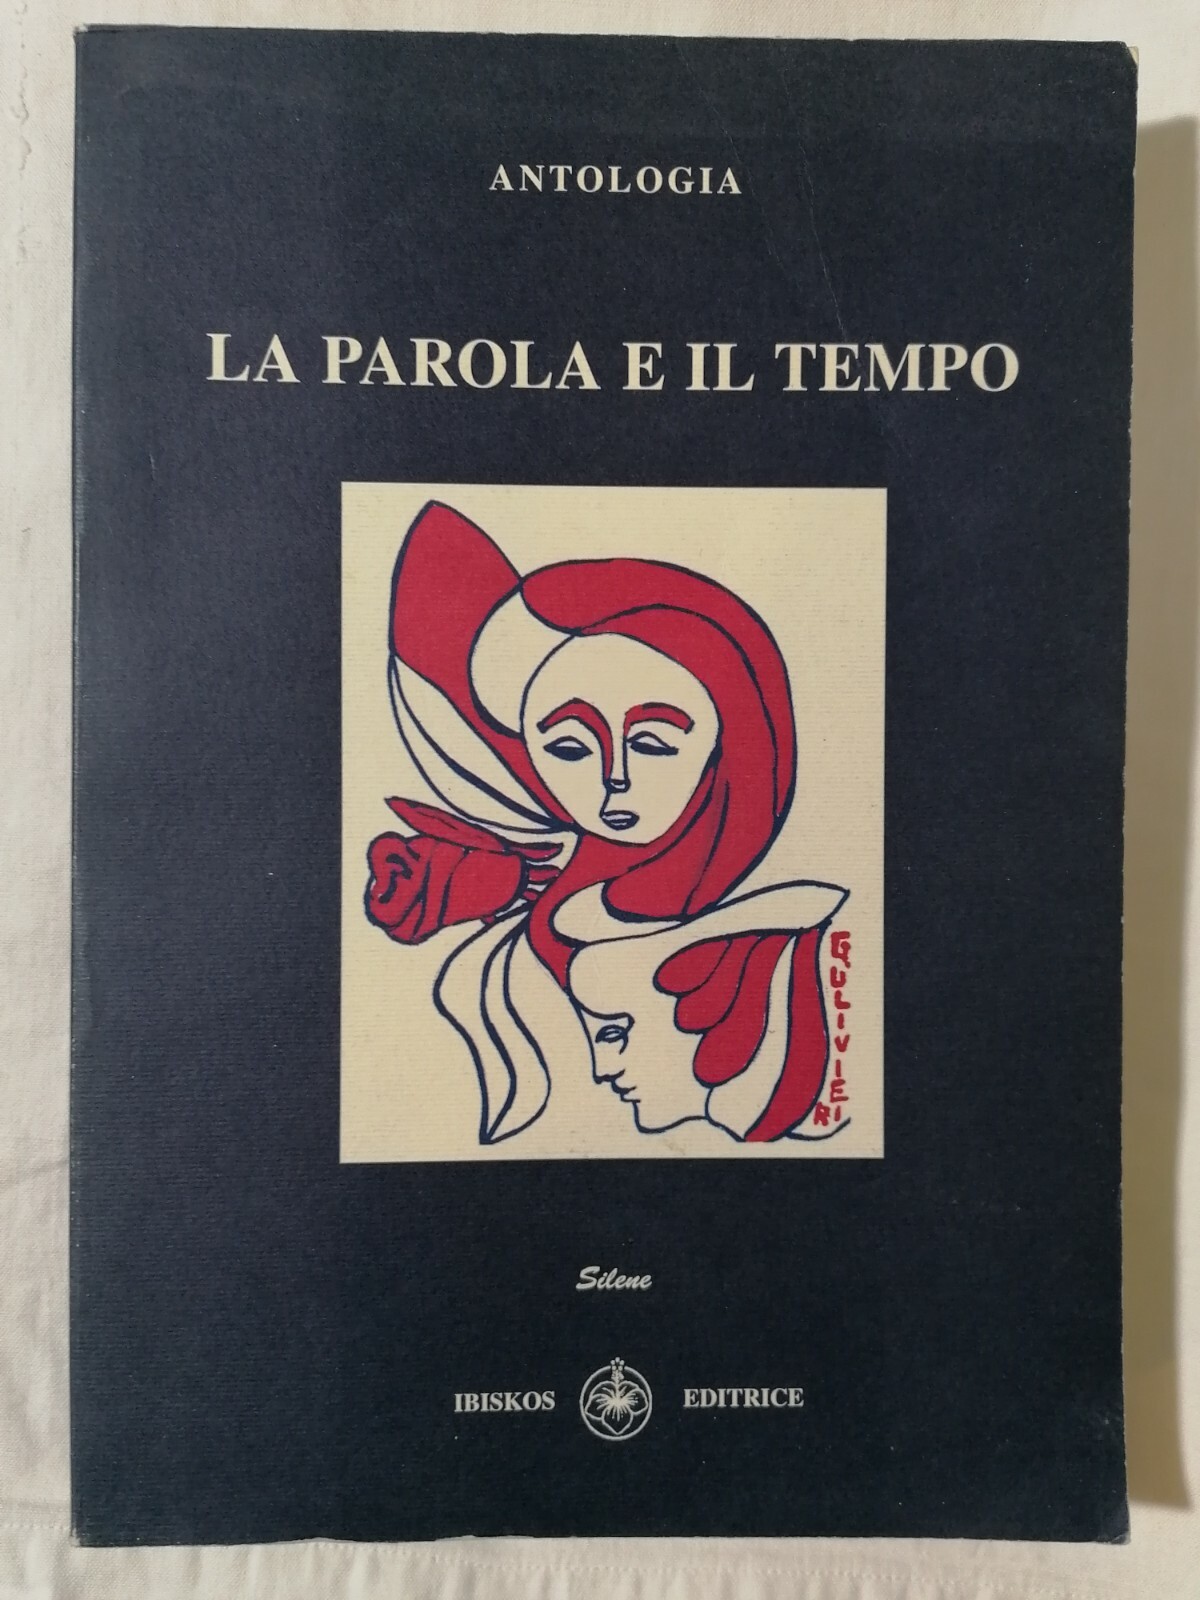 ANTOLOGIA
LA PAROLA E IL TEMPO
GULIVIERI
Silene
IBISKOS EDITRICE